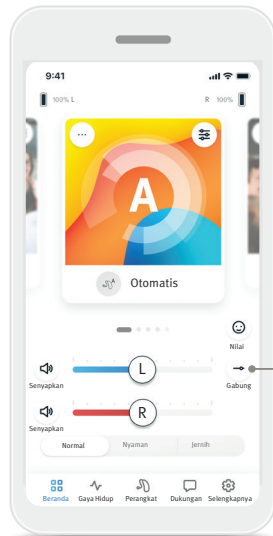 9:41
100% L
R 100%
A
Otomatis
Nilai
L
Senyapkan
Gabung
R
Senyapkan
Normal Nyaman Jernih
Beranda Gaya Hidup Perangkat Dukungan Selengkapnya